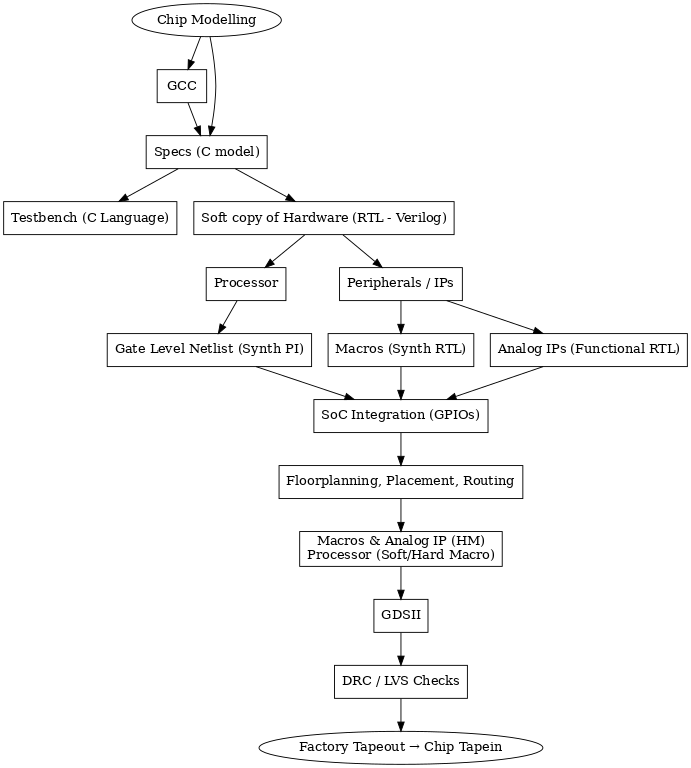 Chip Modelling
GCC
Specs (C model)
Testbench (C Language)
Soft copy of Hardware (RTL - Verilog)
Processor
Peripherals / IPs
Gate Level Netlist (Synth PI)
Macros (Synth RTL)
Analog IPs (Functional RTL)
SoC Integration (GPIOs)
Floorplanning, Placement, Routing
Macros & Analog IP (HM)
Processor (Soft/Hard Macro)
GDSII
DRC / LVS Checks
Factory Tapeout → Chip Tapein